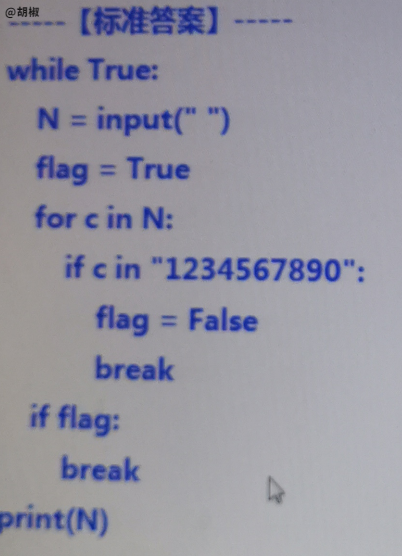 @胡椒
-----【标准答案】-----
while True:
N = input(" ")
flag = True
for c in N:
if c in "1234567890":
flag = False
break
if flag:
break
print(N)